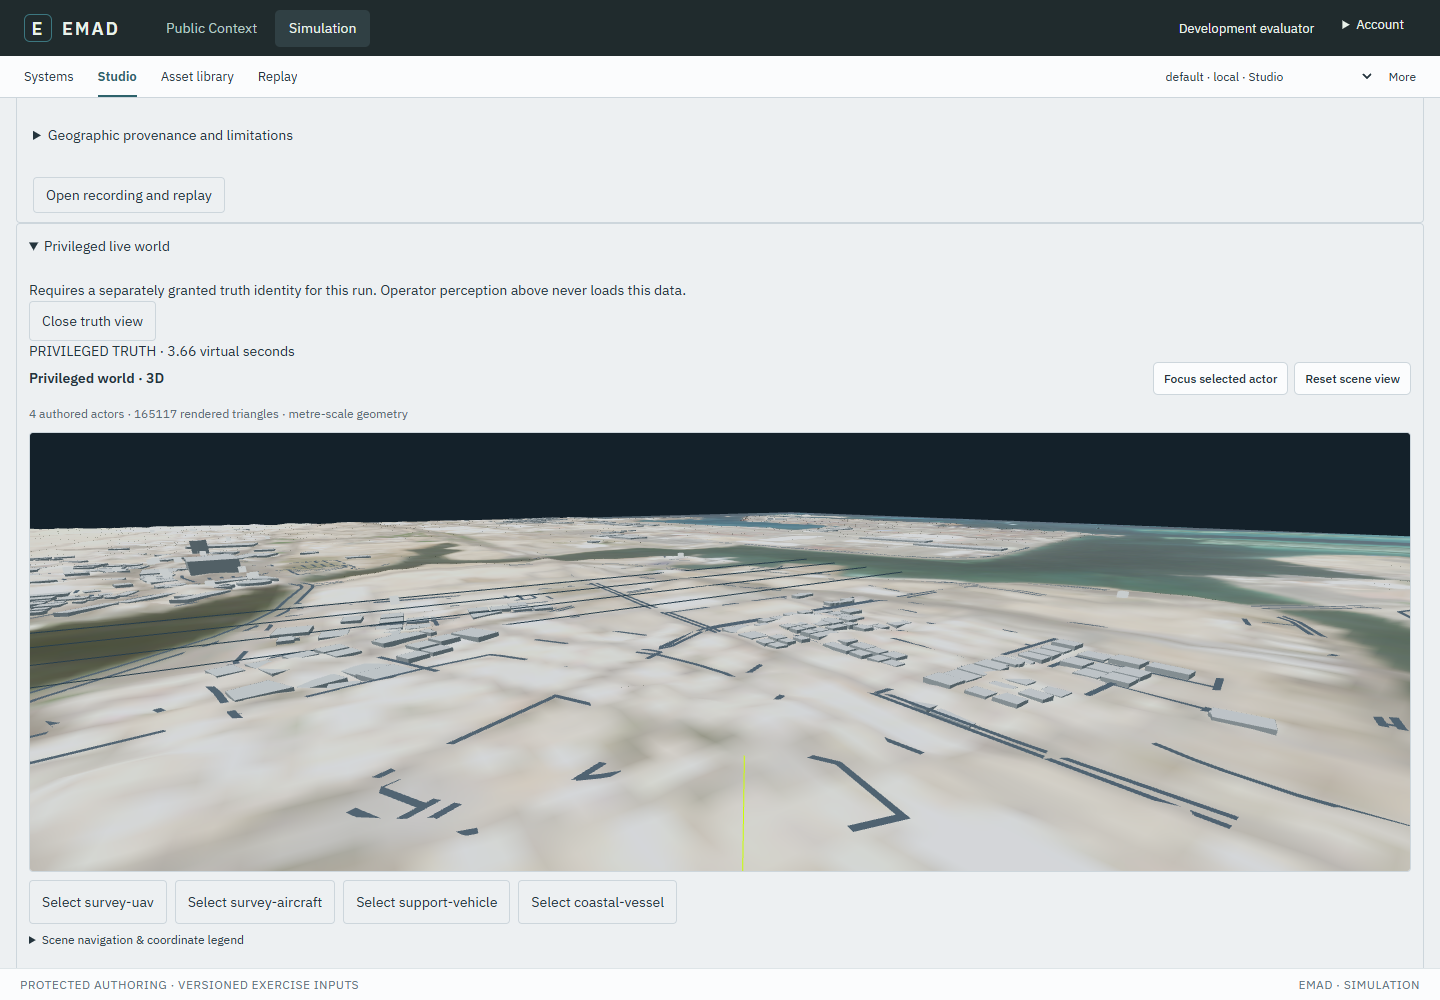 E EMAD Public Context Simulation Development evaluator Account
Systems Studio Asset library Replay default · local · Studio More
Geographic provenance and limitations
Open recording and replay
Privileged live world
Requires a separately granted truth identity for this run. Operator perception above never loads this data.
Close truth view
PRIVILEGED TRUTH · 3.66 virtual seconds
Privileged world · 3D Focus selected actor Reset scene view
4 authored actors · 165117 rendered triangles · metre-scale geometry
Select survey-uav Select survey-aircraft Select support-vehicle Select coastal-vessel
Scene navigation & coordinate legend
PROTECTED AUTHORING · VERSIONED EXERCISE INPUTS EMAD · SIMULATION